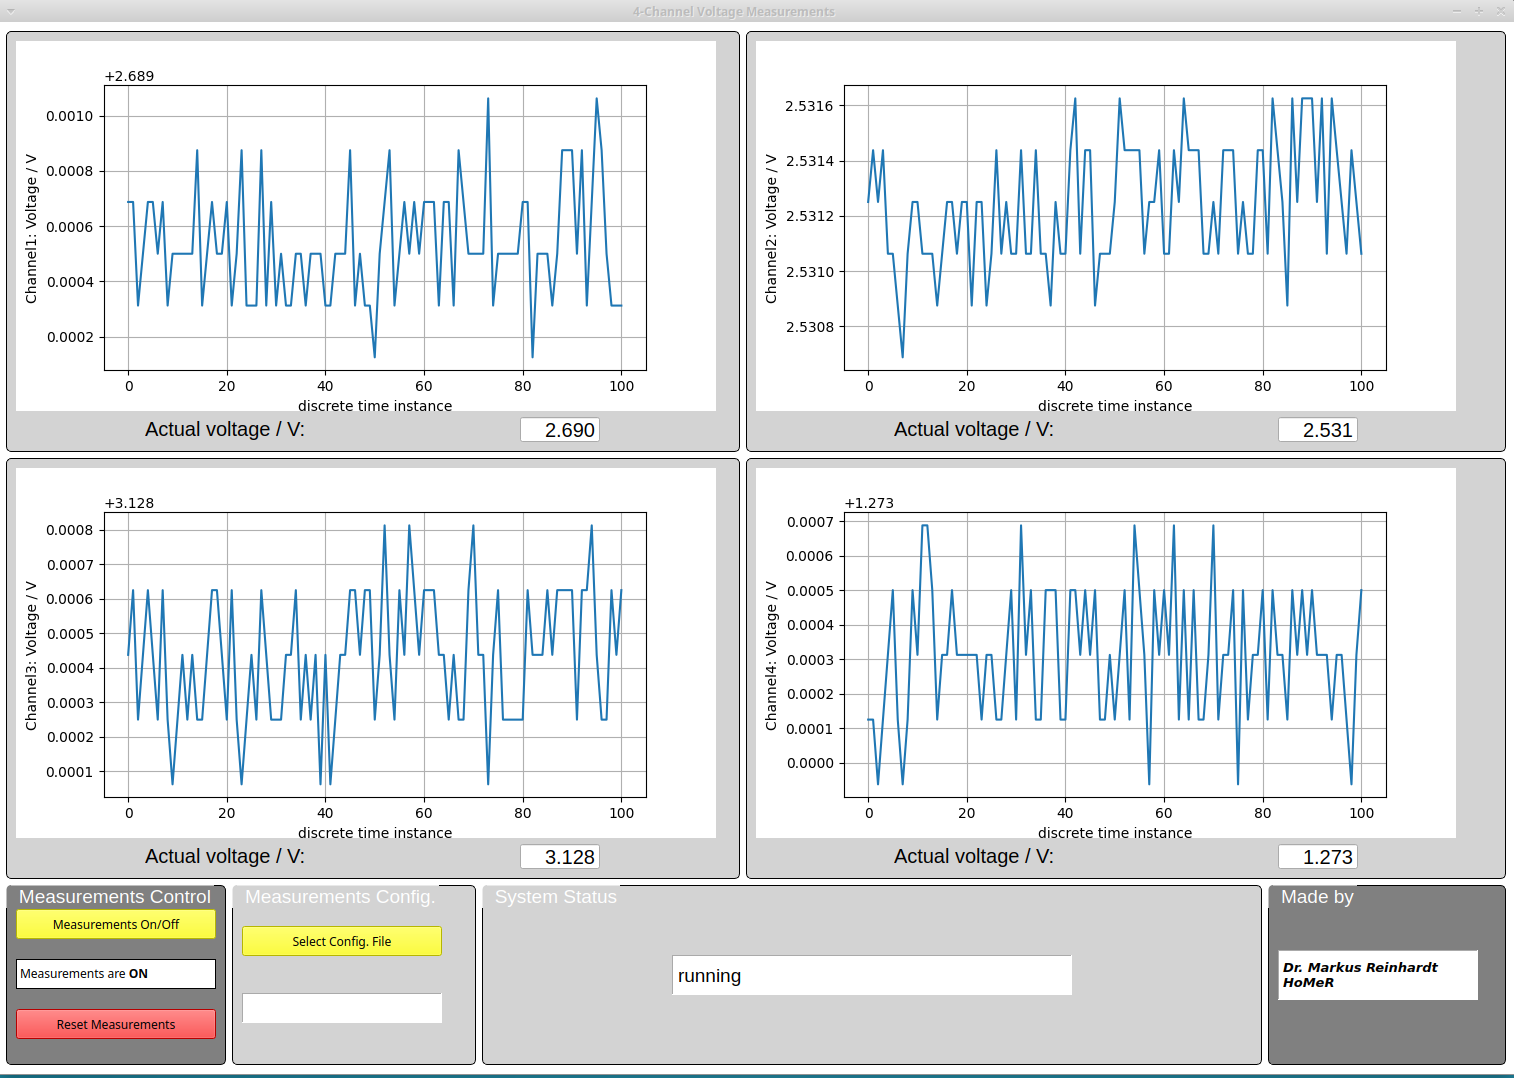 4-Channel Voltage Measurements
+2.689
0.0010
0.0008
0.0006
0.0004
0.0002
Channel1: Voltage / V
0 20 40 60 80 100
discrete time instance
Actual voltage / V: 2.690
2.5316
2.5314
2.5312
2.5310
2.5308
Channel2: Voltage / V
0 20 40 60 80 100
discrete time instance
Actual voltage / V: 2.531
+3.128
0.0008
0.0007
0.0006
0.0005
0.0004
0.0003
0.0002
0.0001
Channel3: Voltage / V
0 20 40 60 80 100
discrete time instance
Actual voltage / V: 3.128
+1.273
0.0007
0.0006
0.0005
0.0004
0.0003
0.0002
0.0001
0.0000
Channel4: Voltage / V
0 20 40 60 80 100
discrete time instance
Actual voltage / V: 1.273
Measurements Control
Measurements On/Off
Measurements are ON
Reset Measurements
Measurements Config.
Select Config. File
System Status
running
Made by
Dr. Markus Reinhardt
HoMeR